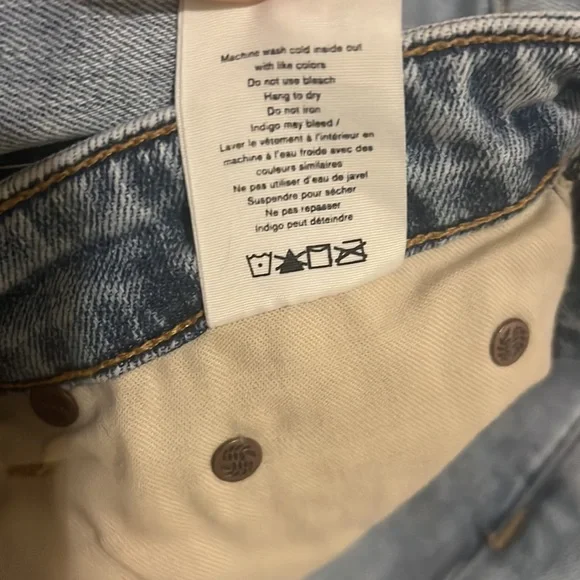 Machine wash cold inside out
with like colors
Do not use bleach
Hang to dry
Do not iron
Indigo may bleed /
Laver le vêtement à l'intérieur en
machine à l'eau froide avec des
couleurs similaires
Ne pas utiliser d'eau de javel
Suspendre pour sécher
Ne pas repasser
Indigo peut déteindre